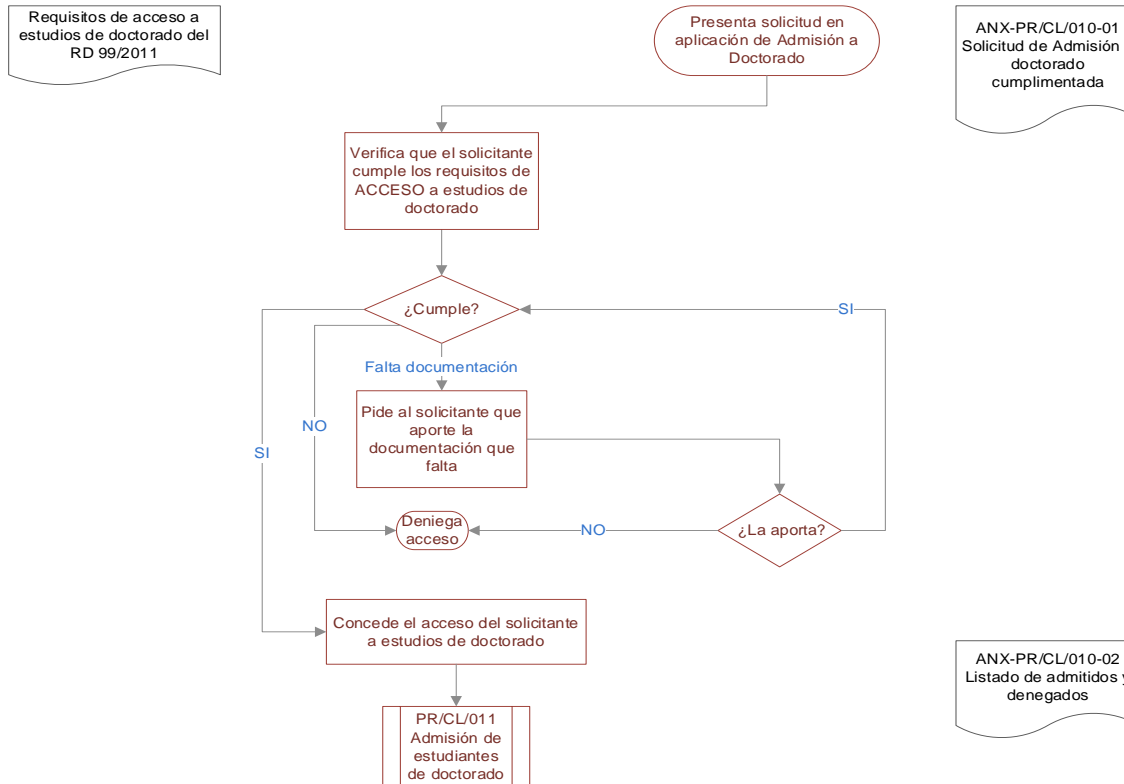 Requisitos de acceso a
estudios de doctorado del
RD 99/2011
Presenta solicitud en
aplicación de Admisión a
Doctorado
ANX-PR/CL/010-01
Solicitud de Admisión
doctorado
cumplimentada
Verifica que el solicitante
cumple los requisitos de
ACCESO a estudios de
doctorado
¿Cumple?
SI
Falta documentación
Pide al solicitante que
aporte la
documentación que
falta
NO
SI
Deniega
acceso
NO
¿La aporta?
Concede el acceso del solicitante
a estudios de doctorado
ANX-PR/CL/010-02
Listado de admitidos y
denegados
PR/CL/011
Admisión de
estudiantes
de doctorado